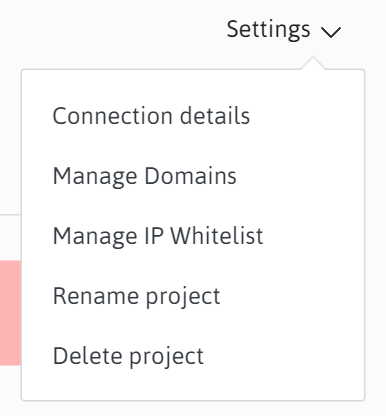 Settings
Connection details
Manage Domains
Manage IP Whitelist
Rename project
Delete project